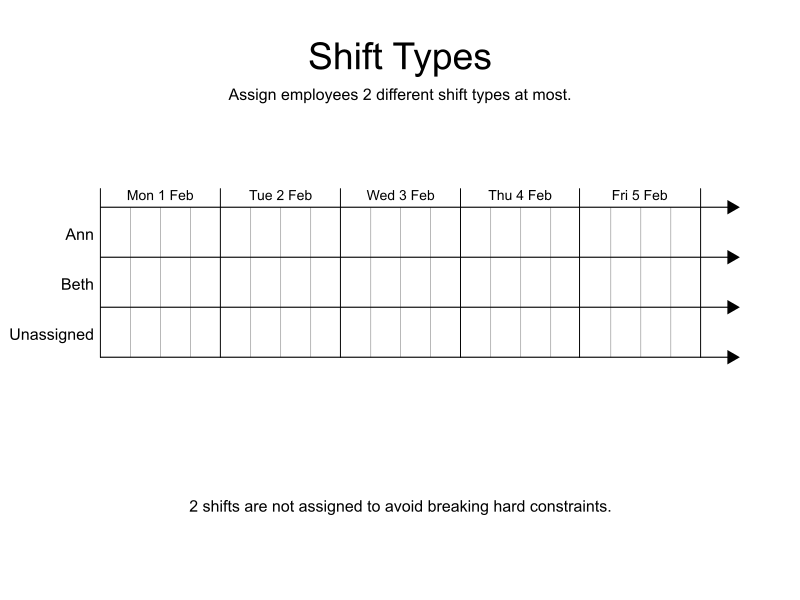 Shift Types
Assign employees 2 different shift types at most.
Mon 1 Feb Tue 2 Feb Wed 3 Feb Thu 4 Feb Fri 5 Feb
Ann
Beth
Unassigned
2 shifts are not assigned to avoid breaking hard constraints.